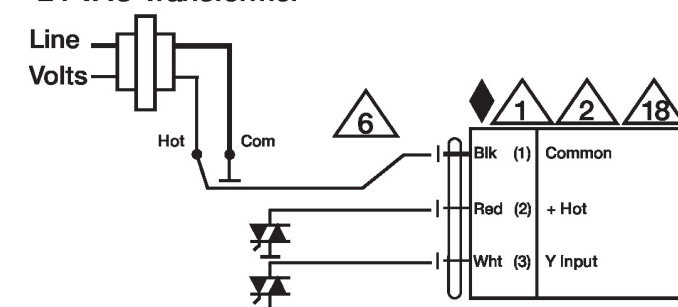 24 VAC Transformer
Line
Volts
Hot
Com
6
1
2
18
Blk (1) Common
Red (2) + Hot
Wht (3) Y Input